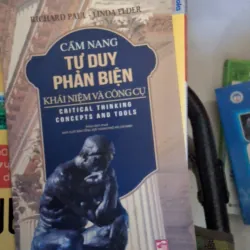 RICHARD PAUL - LINDA ELDER
CẨM NANG
TƯ DUY
PHẢN BIỆN
KHÁI NIỆM VÀ CÔNG CỤ
CRITICAL THINKING
CONCEPTS AND TOOLS